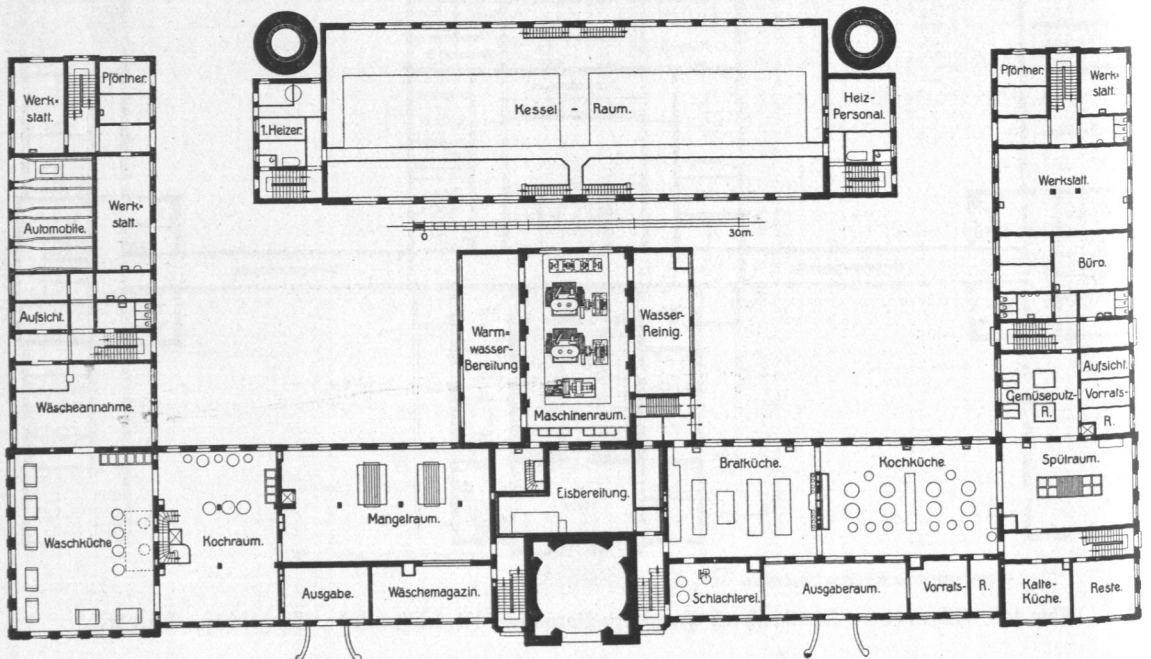 Pförtner.
Werk=
statt.
1. Heizer.
Kessel = Raum.
Heiz-
Personal.
Pförtner.
Werk=
statt.
Werk=
statt.
Automobile.
Werkstatt.
0
30m.
Aufsicht.
Warm=
wasser=
Bereitung
Wasser-
Reinig.
Büro.
Maschinenraum.
Wäscheannahme.
Aufsicht.
Gemüseputz-
R.
Vorrats-
R.
Waschküche
Kochraum.
Mangelraum.
Eisbereitung.
Bratküche.
Kochküche.
Spülraum.
Ausgabe.
Wäschemagazin.
Schlachterei.
Ausgaberaum.
Vorrats-
R.
Kalte-
Küche.
Reste.